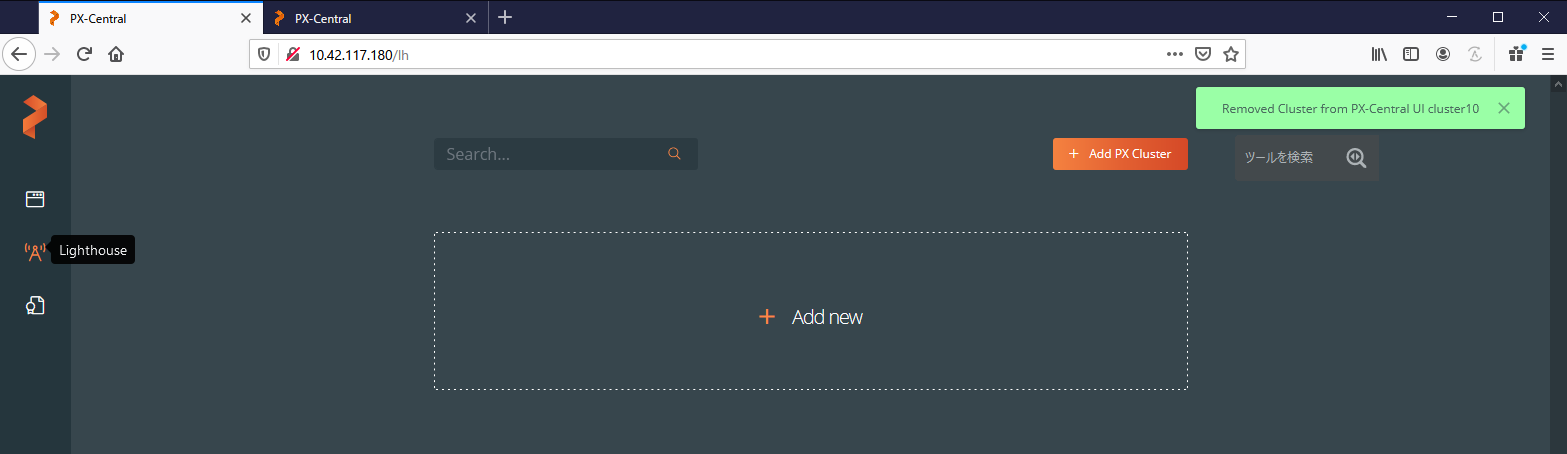 PX-Central
PX-Central
10.42.117.180/lh
Removed Cluster from PX-Central UI cluster10
Search...
+ Add PX Cluster
ツールを検索
Lighthouse
+ Add new